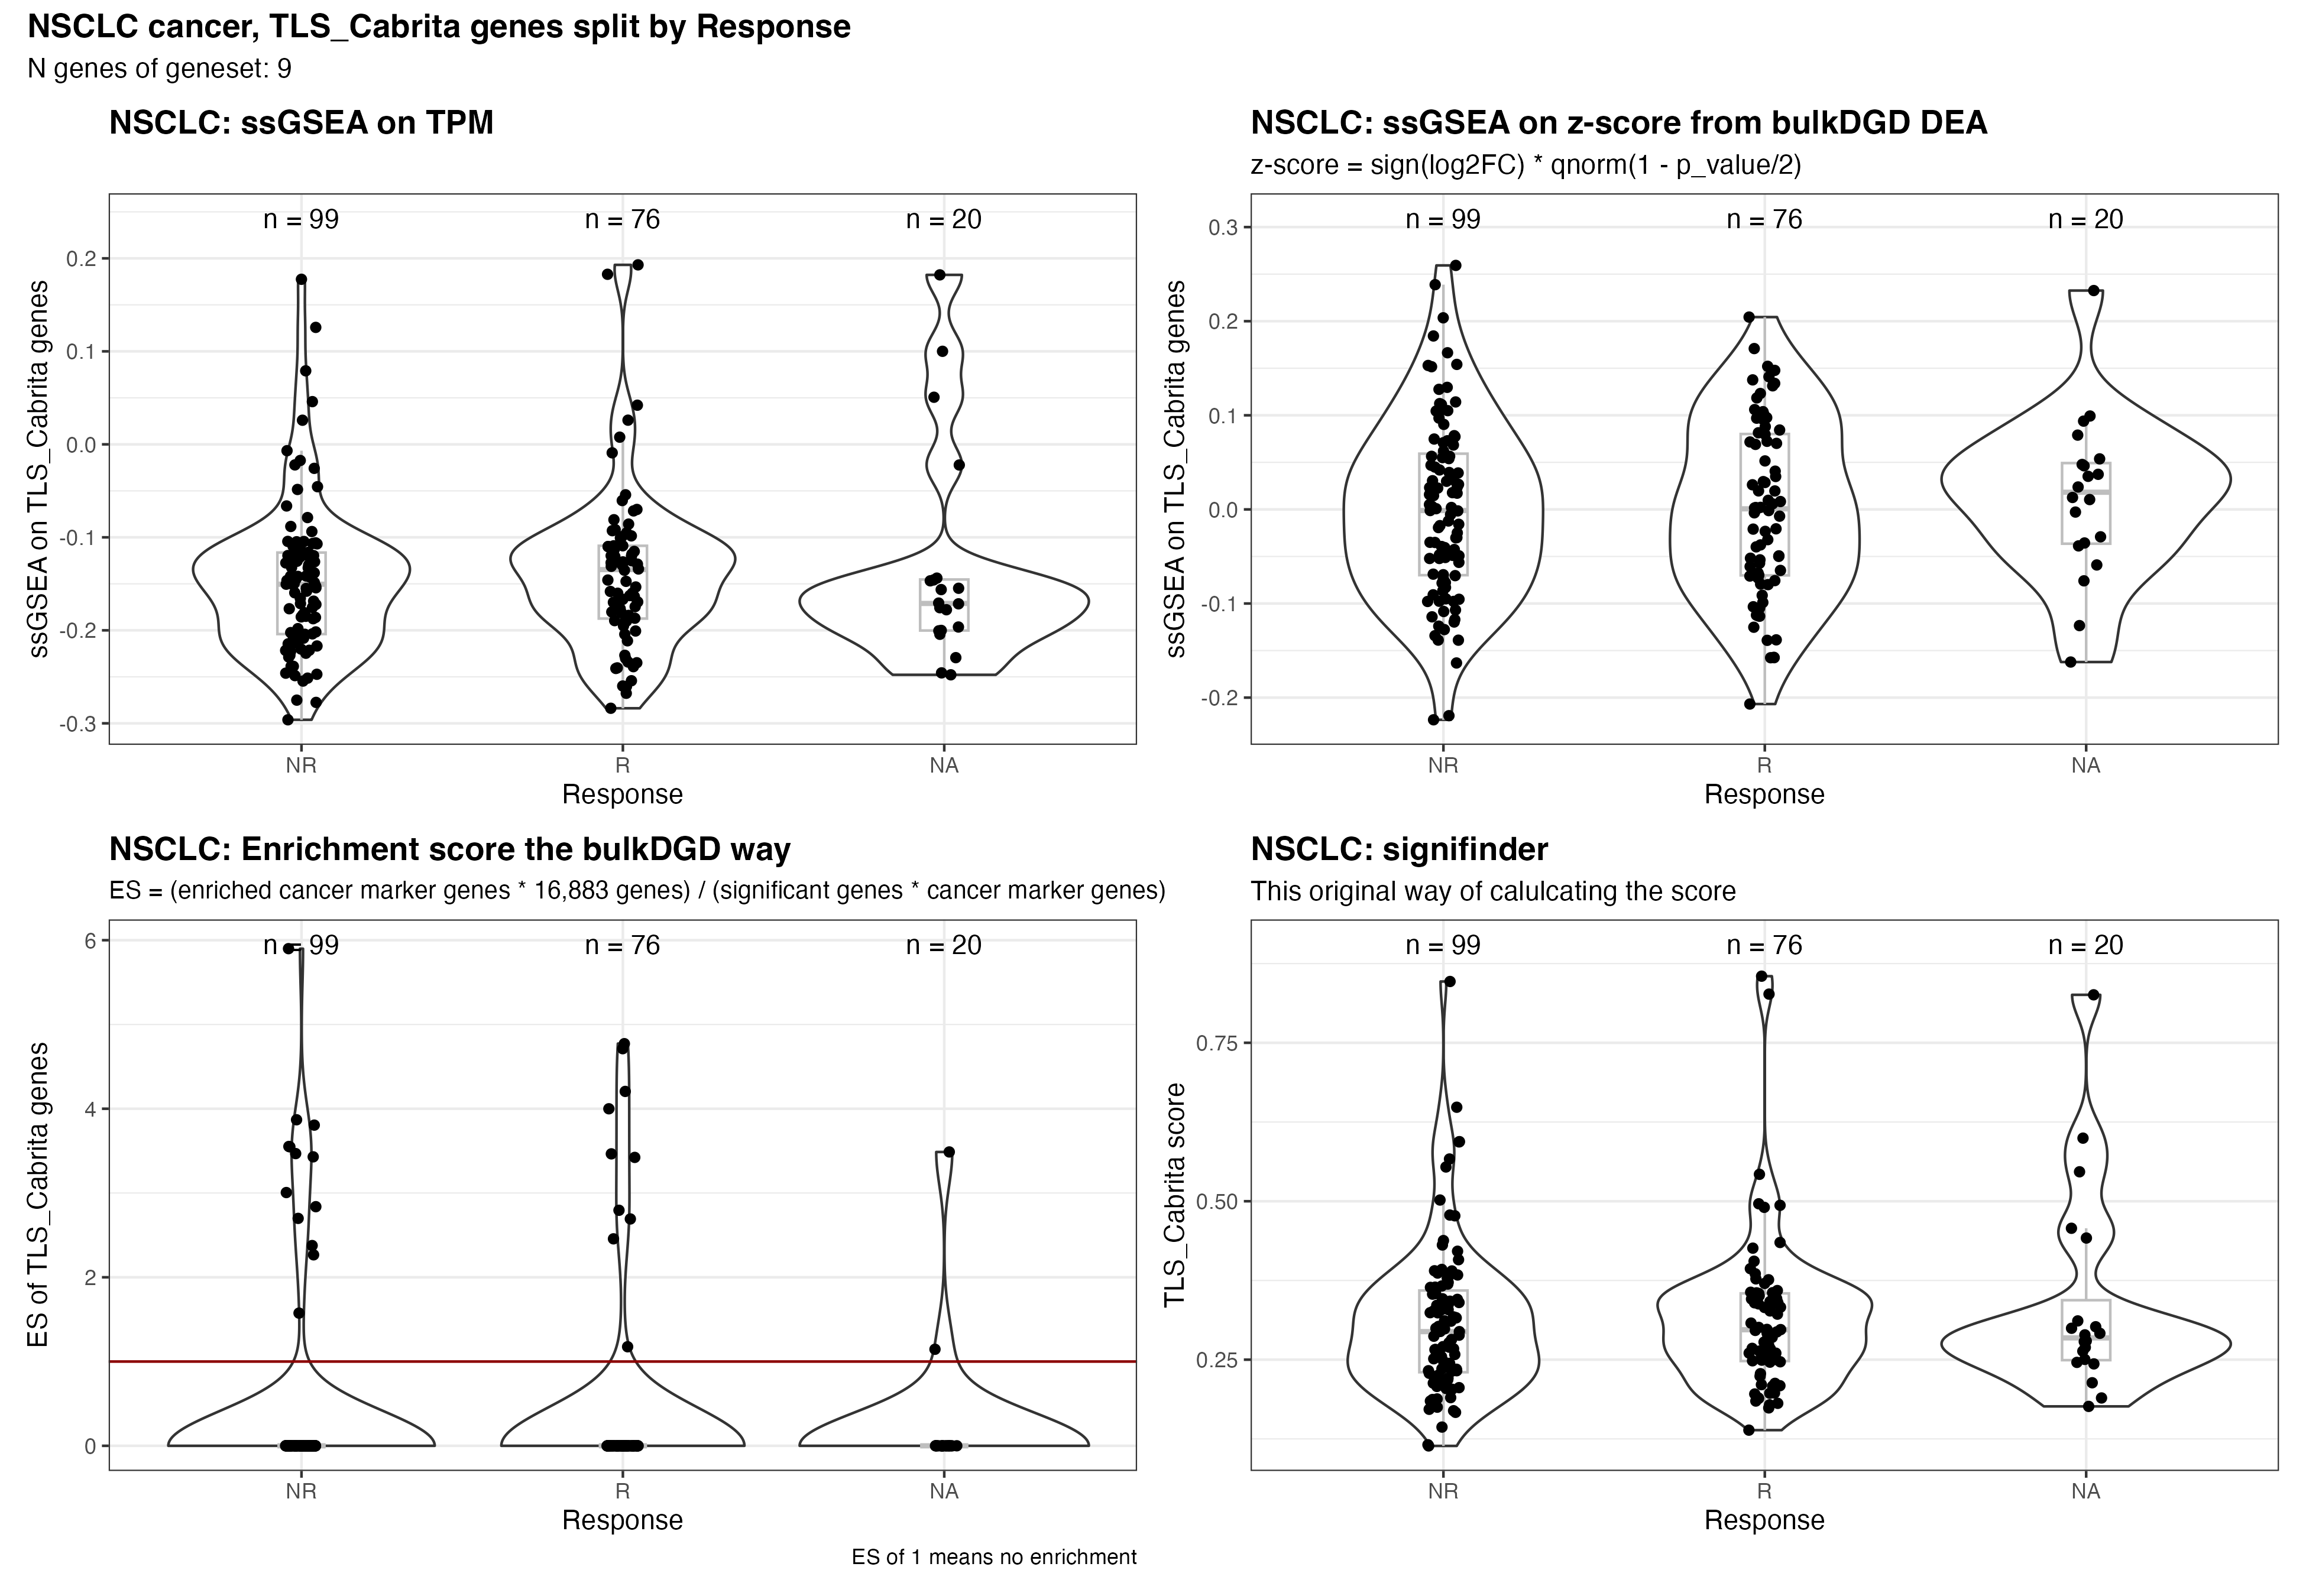 NSCLC cancer, TLS_Cabrita genes split by Response
N genes of geneset: 9
NSCLC: ssGSEA on TPM
ssGSEA on TLS_Cabrita genes
0.2
0.1
0.0
-0.1
-0.2
-0.3
n = 99
n = 76
n = 20
NR
R
NA
Response
NSCLC: ssGSEA on z-score from bulkDGD DEA
z-score = sign(log2FC) * qnorm(1 - p_value/2)
ssGSEA on TLS_Cabrita genes
0.3
0.2
0.1
0.0
-0.1
-0.2
n = 99
n = 76
n = 20
NR
R
NA
Response
NSCLC: Enrichment score the bulkDGD way
ES = (enriched cancer marker genes * 16,883 genes) / (significant genes * cancer marker genes)
ES of TLS_Cabrita genes
6
4
2
0
n = 99
n = 76
n = 20
NR
R
NA
Response
ES of 1 means no enrichment
NSCLC: signifinder
This original way of calulcating the score
TLS_Cabrita score
0.75
0.50
0.25
n = 99
n = 76
n = 20
NR
R
NA
Response